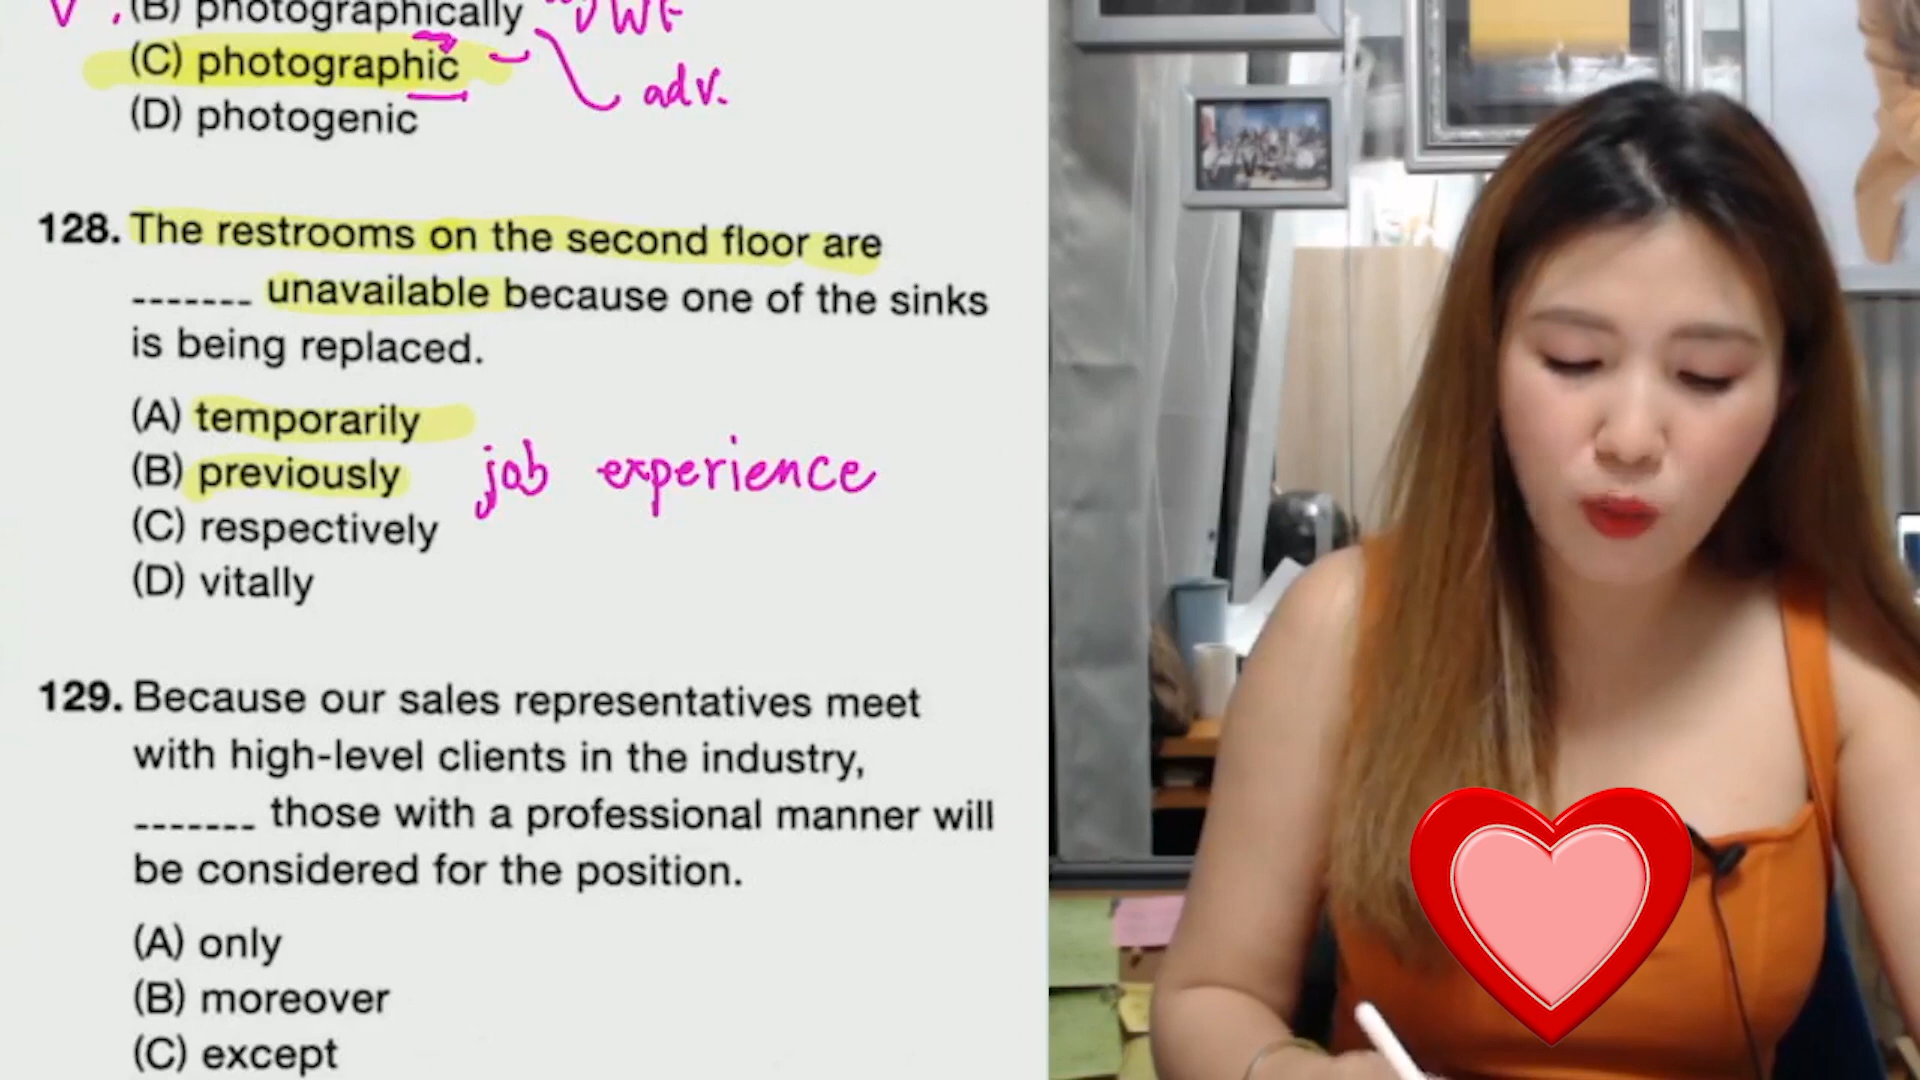 (B) photographically
(C) photographic
adv.
(D) photogenic
128. The restrooms on the second floor are
------- unavailable because one of the sinks
is being replaced.
(A) temporarily
(B) previously job experience
(C) respectively
(D) vitally
129. Because our sales representatives meet
with high-level clients in the industry,
------- those with a professional manner will
be considered for the position.
(A) only
(B) moreover
(C) except